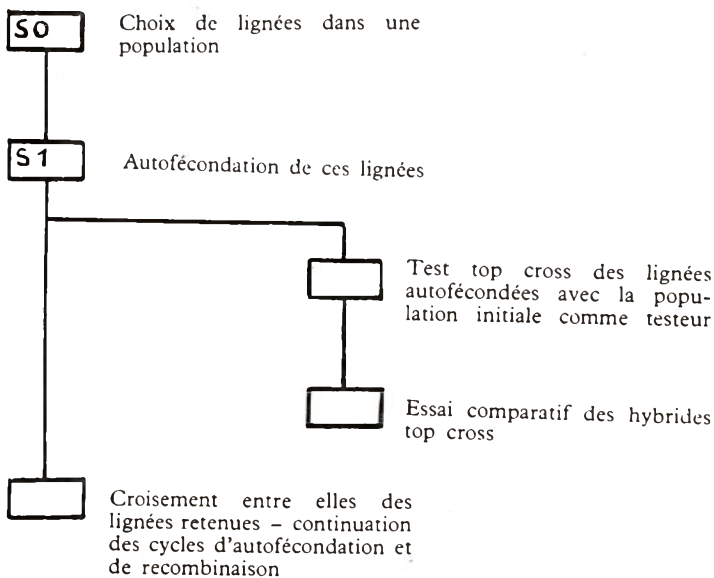 S0
Choix de lignées dans une
population
S1
Autofécondation de ces lignées
Test top cross des lignées
autofécondées avec la popu-
lation initiale comme testeur
Essai comparatif des hybrides
top cross
Croisement entre elles des
lignées retenues – continuation
des cycles d'autofécondation et
de recombinaison